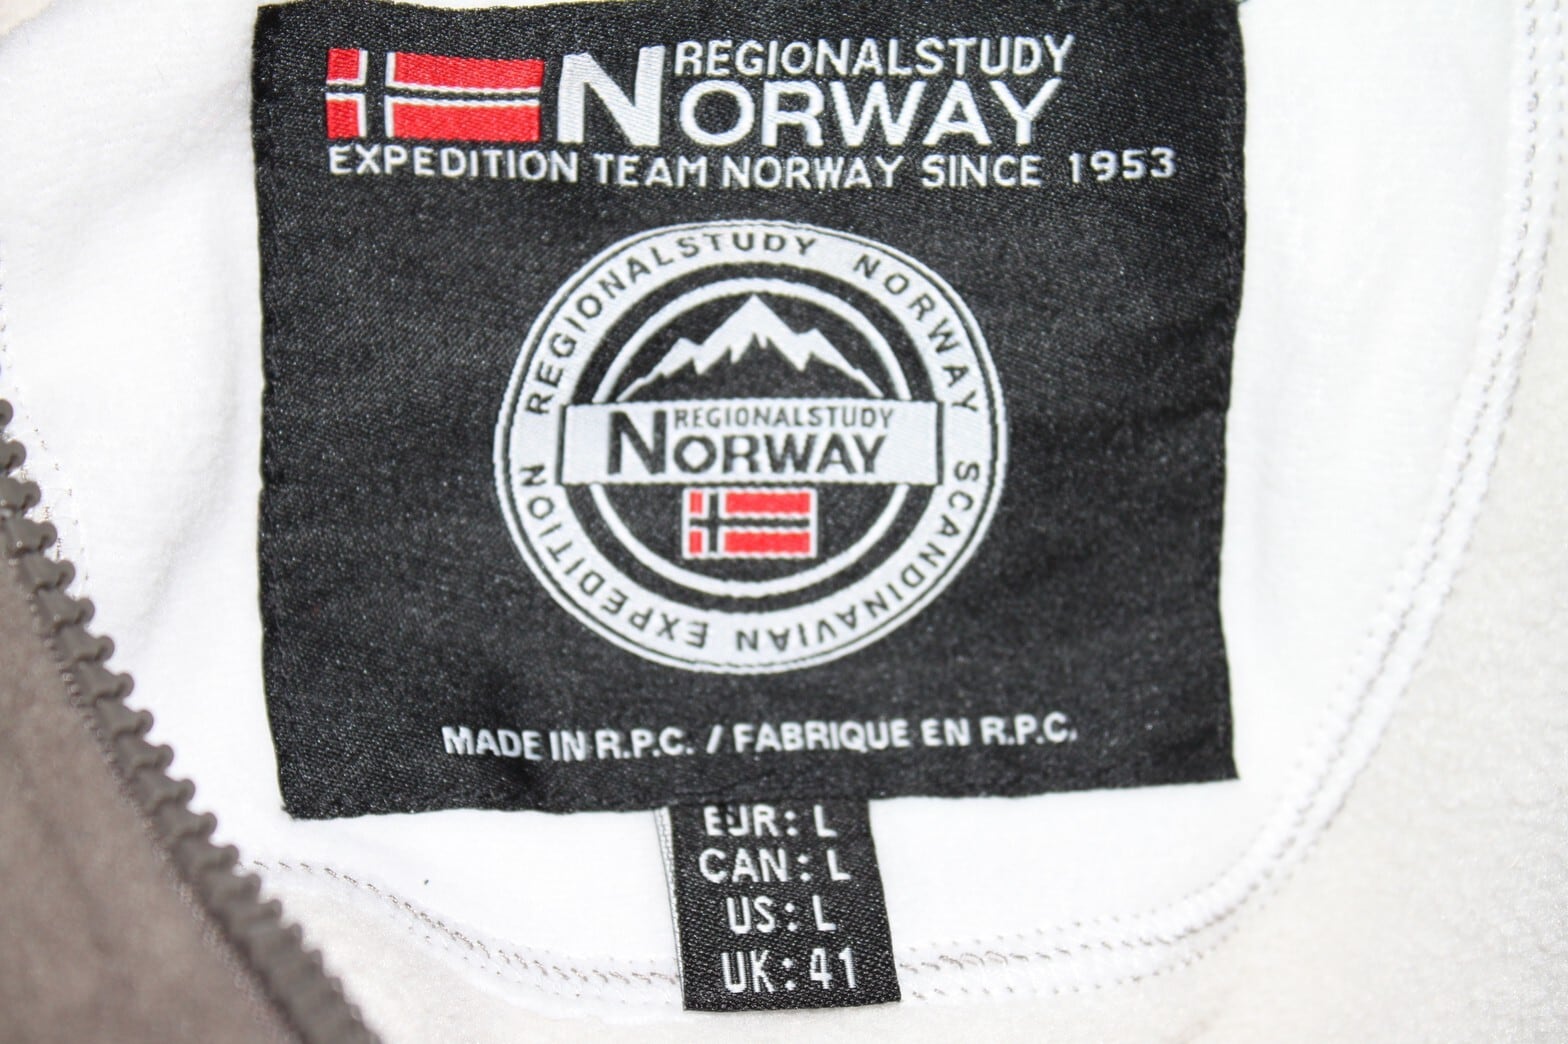 REGIONALSTUDY
NORWAY
EXPEDITION TEAM NORWAY SINCE 1953
REGIONALSTUDY NORWAY SCANDINAVIAN EXPEDITION
REGIONALSTUDY
NORWAY
MADE IN R.P.C. / FABRIQUE EN R.P.C.
EUR: L
CAN: L
US: L
UK: 41